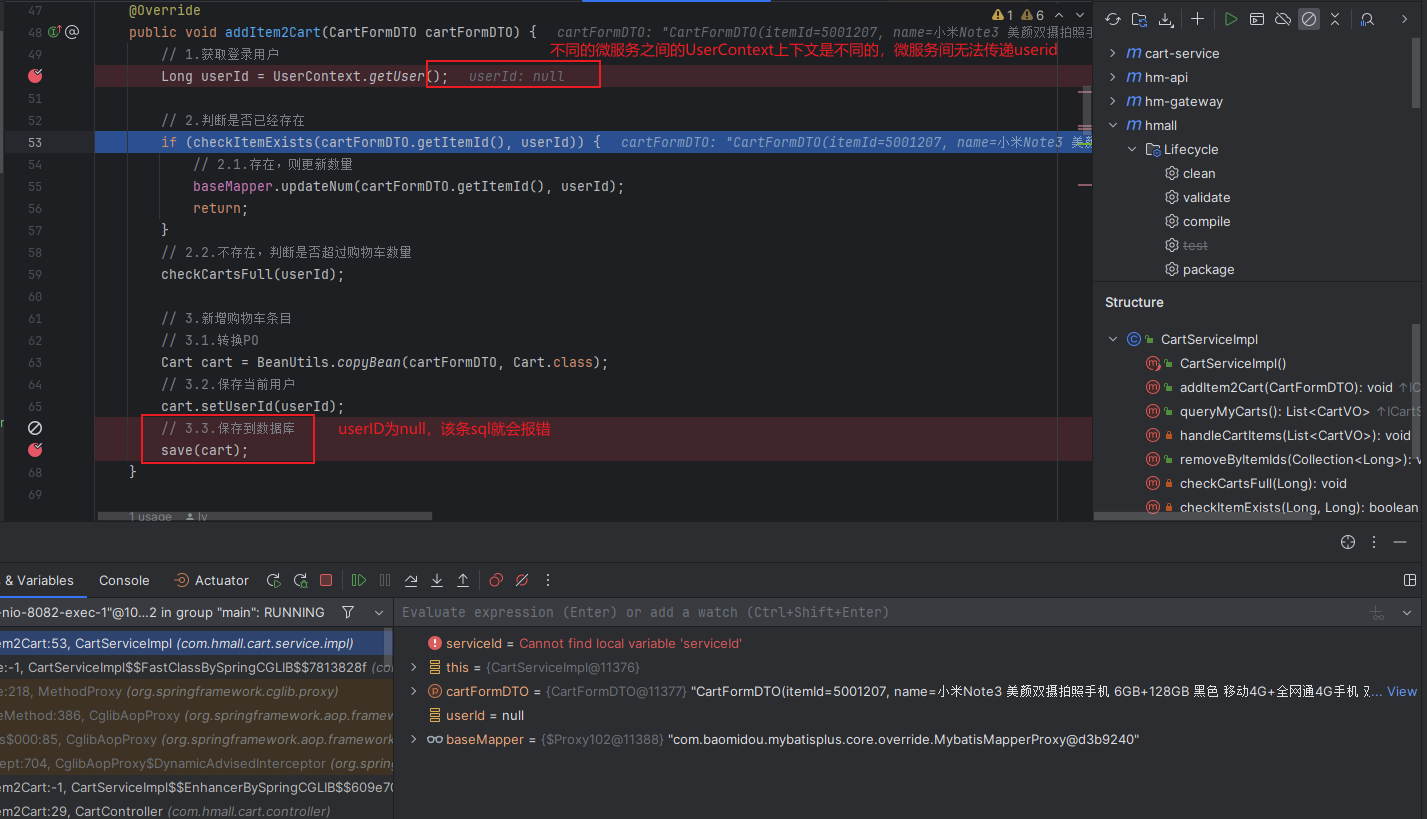 47 @Override
48 public void addItem2Cart(CartFormDTO cartFormDTO) { cartFormDTO: "CartFormDTO(itemId=5001207, name=小米Note3 美颜双摄拍照手
1 6
49 // 1.获取登录用户
不同的微服务之间的UserContext上下文是不同的，微服务间无法传递userid
Long userId = UserContext.getUser(); userId: null
51
52 // 2.判断是否已经存在
53 if (checkItemExists(cartFormDTO.getItemId(), userId)) { cartFormDTO: "CartFormDTO(itemId=5001207, name=小米Note3 美
54 // 2.1.存在，则更新数量
55 baseMapper.updateNum(cartFormDTO.getItemId(), userId);
56 return;
57 }
58 // 2.2.不存在，判断是否超过购物车数量
59 checkCartsFull(userId);
60
61 // 3.新增购物车条目
62 // 3.1.转换PO
63 Cart cart = BeanUtils.copyBean(cartFormDTO, Cart.class);
64 // 3.2.保存当前用户
65 cart.setUserId(userId);
// 3.3.保存到数据库 userID为null，该条sql就会报错
save(cart);
68 }
69
1 usage ly
cart-service
hm-api
hm-gateway
hmall
Lifecycle
clean
validate
compile
test
package
Structure
CartServiceImpl
CartServiceImpl()
addItem2Cart(CartFormDTO): void ↑IC
queryMyCarts(): List<CartVO> ↑ICartS
handleCartItems(List<CartVO>): void
removeByItemIds(Collection<Long>): v
checkCartsFull(Long): void
checkItemExists(Long, Long): boolean
& Variables Console Actuator
-nio-8082-exec-1"@10...2 in group "main": RUNNING
Evaluate expression (Enter) or add a watch (Ctrl+Shift+Enter)
em2Cart:53, CartServiceImpl (com.hmall.cart.service.impl)
e:-1, CartServiceImpl$$FastClassBySpringCGLIB$$7813828f (co
e:218, MethodProxy (org.springframework.cglib.proxy)
eMethod:386, CglibAopProxy (org.springframework.aop.framew
s$000:85, CglibAopProxy (org.springframework.aop.framework
ept:704, CglibAopProxy$DynamicAdvisedInterceptor (org.spring
em2Cart:-1, CartServiceImpl$$EnhancerBySpringCGLIB$$609e70
em2Cart:29, CartController (com.hmall.cart.controller)
serviceId = Cannot find local variable 'serviceId'
this = {CartServiceImpl@11376}
cartFormDTO = {CartFormDTO@11377} "CartFormDTO(itemId=5001207, name=小米Note3 美颜双摄拍照手机 6GB+128GB 黑色 移动4G+全网通4G手机 双... View
userId = null
baseMapper = {$Proxy102@11388} "com.baomidou.mybatisplus.core.override.MybatisMapperProxy@d3b9240"